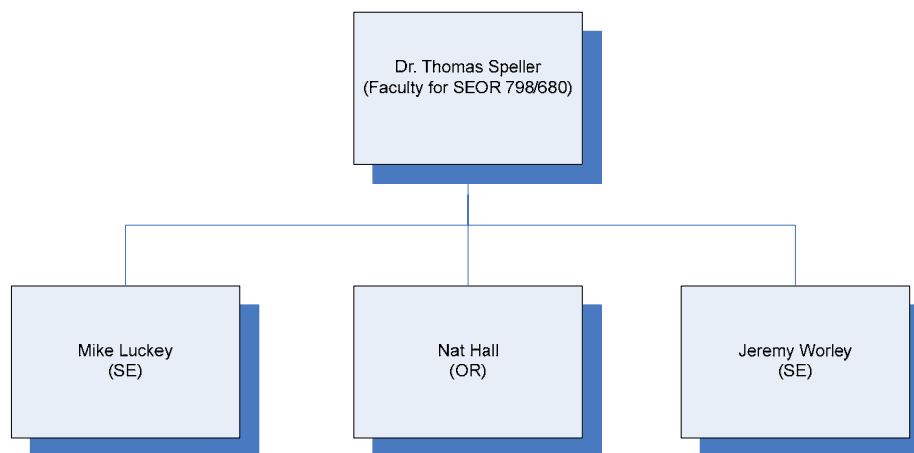 Dr. Thomas Speller
(Faculty for SEOR 798/680)
Mike Luckey
(SE)
Nat Hall
(OR)
Jeremy Worley
(SE)